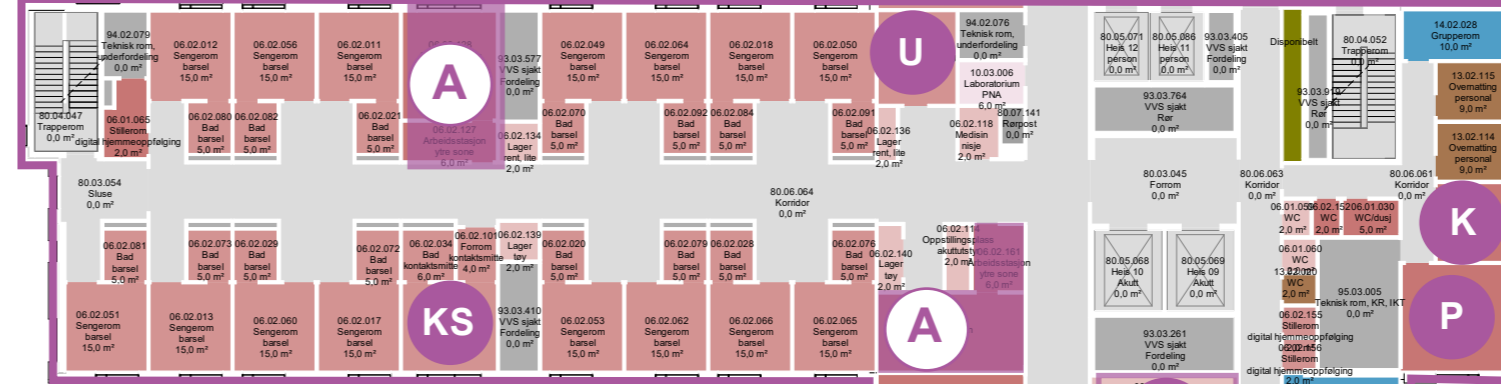 94.02.079
Teknisk rom,
underfordeling
0,0 m²
80.04.047
Trapperom
0,0 m²
06.01.065
Stillerom
digital hjemmeoppfølging
2,0 m²
06.02.012
Sengerom
barsel
15,0 m²
06.02.056
Sengerom
barsel
15,0 m²
06.02.011
Sengerom
barsel
15,0 m²
A
93.03.577
VVS sjakt
Fordeling
0,0 m²
06.02.049
Sengerom
barsel
15,0 m²
06.02.064
Sengerom
barsel
15,0 m²
06.02.018
Sengerom
barsel
15,0 m²
06.02.050
Sengerom
barsel
15,0 m²
U
94.02.076
Teknisk rom,
underfordeling
0,0 m²
10.03.006
Laboratorium
PNA
6,0 m²
80.07.141
Rørpost
0,0 m²
06.02.118
Medisin
nisje
2,0 m²
06.02.080
Bad
barsel
5,0 m²
06.02.082
Bad
barsel
5,0 m²
06.02.021
Bad
barsel
5,0 m²
06.02.127
Arbeidsstasjon
ytre sone
6,0 m²
06.02.134
Lager
rent, lite
2,0 m²
06.02.070
Bad
barsel
5,0 m²
06.02.092
Bad
barsel
5,0 m²
06.02.084
Bad
barsel
5,0 m²
06.02.091
Bad
barsel
5,0 m²
06.02.136
Lager
rent, lite
2,0 m²
80.05.071
Heis 12
person
0,0 m²
80.05.086
Heis 11
person
0,0 m²
93.03.405
VVS sjakt
Fordeling
0,0 m²
93.03.764
VVS sjakt
Rør
0,0 m²
Disponibelt
VVS sjakt
Rør
0,0 m²
80.04.052
Trapperom
0,0 m²
14.02.028
Grupperom
10,0 m²
13.02.115
Overnatting
personal
9,0 m²
13.02.114
Overnatting
personal
9,0 m²
80.03.054
Sluse
0,0 m²
80.06.064
Korridor
0,0 m²
80.03.045
Forrom
0,0 m²
80.06.063
Korridor
0,0 m²
80.06.061
Korridor
0,0 m²
06.02.081
Bad
barsel
5,0 m²
06.02.073
Bad
barsel
5,0 m²
06.02.029
Bad
barsel
5,0 m²
06.02.072
Bad
barsel
5,0 m²
06.02.034
Bad
kontaktsmitte
6,0 m²
06.02.101
Forrom
kontaktsmitte
4,0 m²
06.02.139
Lager
tøy
2,0 m²
06.02.020
Bad
barsel
5,0 m²
06.02.079
Bad
barsel
5,0 m²
06.02.028
Bad
barsel
5,0 m²
06.02.076
Bad
barsel
5,0 m²
06.02.140
Lager
tøy
2,0 m²
akuttutstyr
2,0 m²
06.02.161
Arbeidsstasjon
ytre sone
6,0 m²
80.05.068
Heis 10
Akutt
0,0 m²
80.05.069
Heis 09
Akutt
0,0 m²
WC
2,0 m²
WC
2,0 m²
06.01.030
WC/dusj
5,0 m²
K
06.01.060
WC
WC
2,0 m²
95.03.005
Teknisk rom, KR, IKT
0,0 m²
06.02.051
Sengerom
barsel
15,0 m²
06.02.013
Sengerom
barsel
15,0 m²
06.02.060
Sengerom
barsel
15,0 m²
06.02.017
Sengerom
barsel
15,0 m²
KS
93.03.410
VVS sjakt
Fordeling
0,0 m²
06.02.053
Sengerom
barsel
15,0 m²
06.02.062
Sengerom
barsel
15,0 m²
06.02.066
Sengerom
barsel
15,0 m²
06.02.065
Sengerom
barsel
15,0 m²
A
93.03.261
VVS sjakt
Fordeling
0,0 m²
06.02.155
Stillerom
digital hjemmeoppfølging
Stillerom
digital hjemmeoppfølging
2,0 m²
P